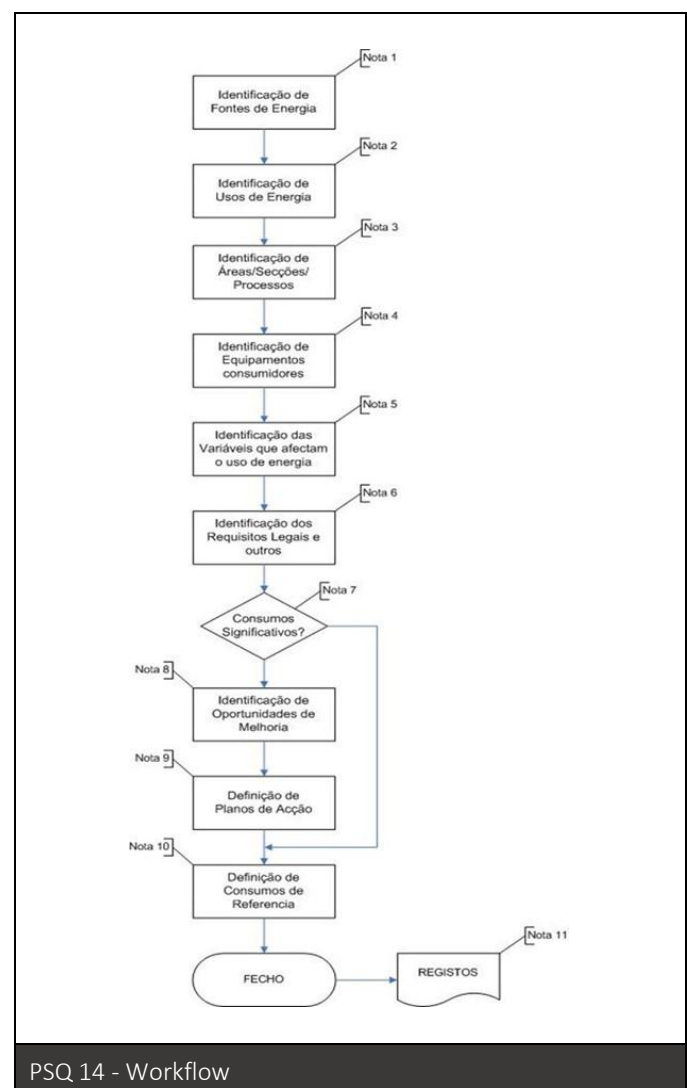 Nota 1
Identificação de
Fontes de Energia
Nota 2
Identificação de
Usos de Energia
Nota 3
Identificação de
Áreas/Secções/
Processos
Nota 4
Identificação de
Equipamentos
consumidores
Nota 5
Identificação das
Variáveis que afectam
o uso de energia
Nota 6
Identificação dos
Requisitos Legais e
outros
Nota 7
Consumos
Significativos?
Nota 8
Identificação de
Oportunidades de
Melhoria
Nota 9
Definição de
Planos de Acção
Nota 10
Definição de
Consumos de
Referencia
Nota 11
FECHO
REGISTOS
PSQ 14 - Workflow